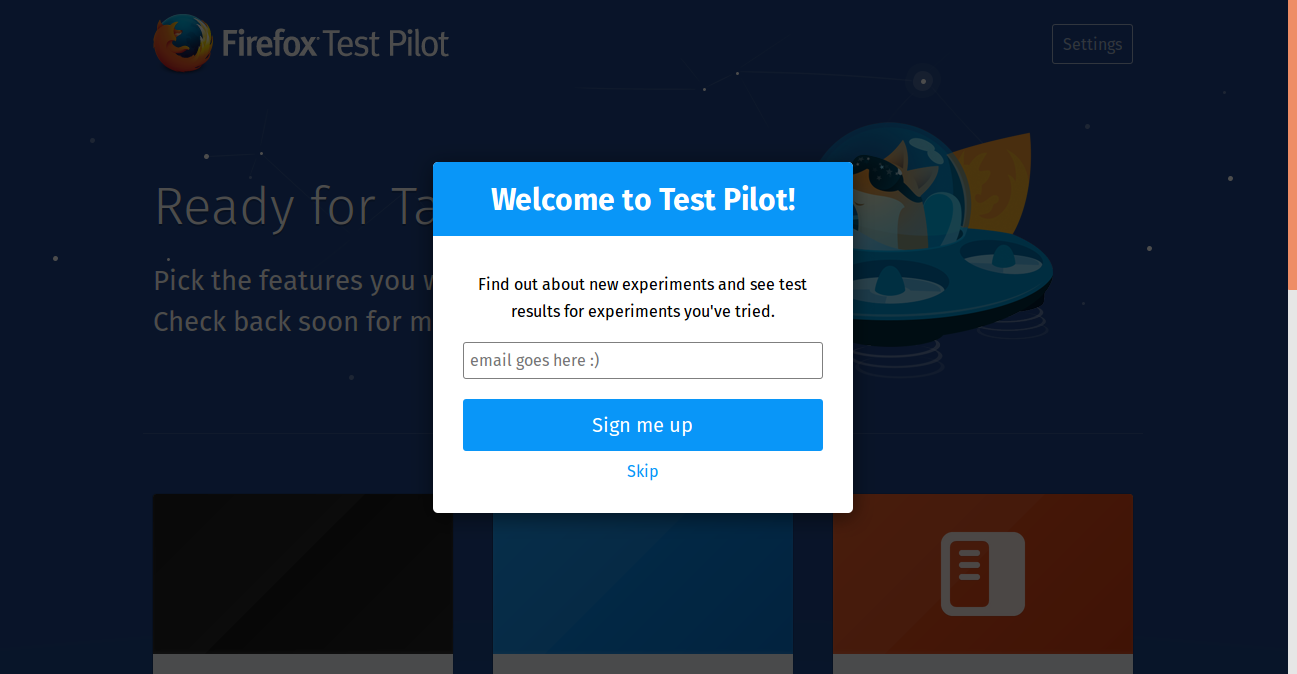 Firefox Test Pilot
Settings
Ready for Ta
Welcome to Test Pilot!
Pick the features you
Check back soon for m
Find out about new experiments and see test
results for experiments you've tried.
email goes here :)
Sign me up
Skip